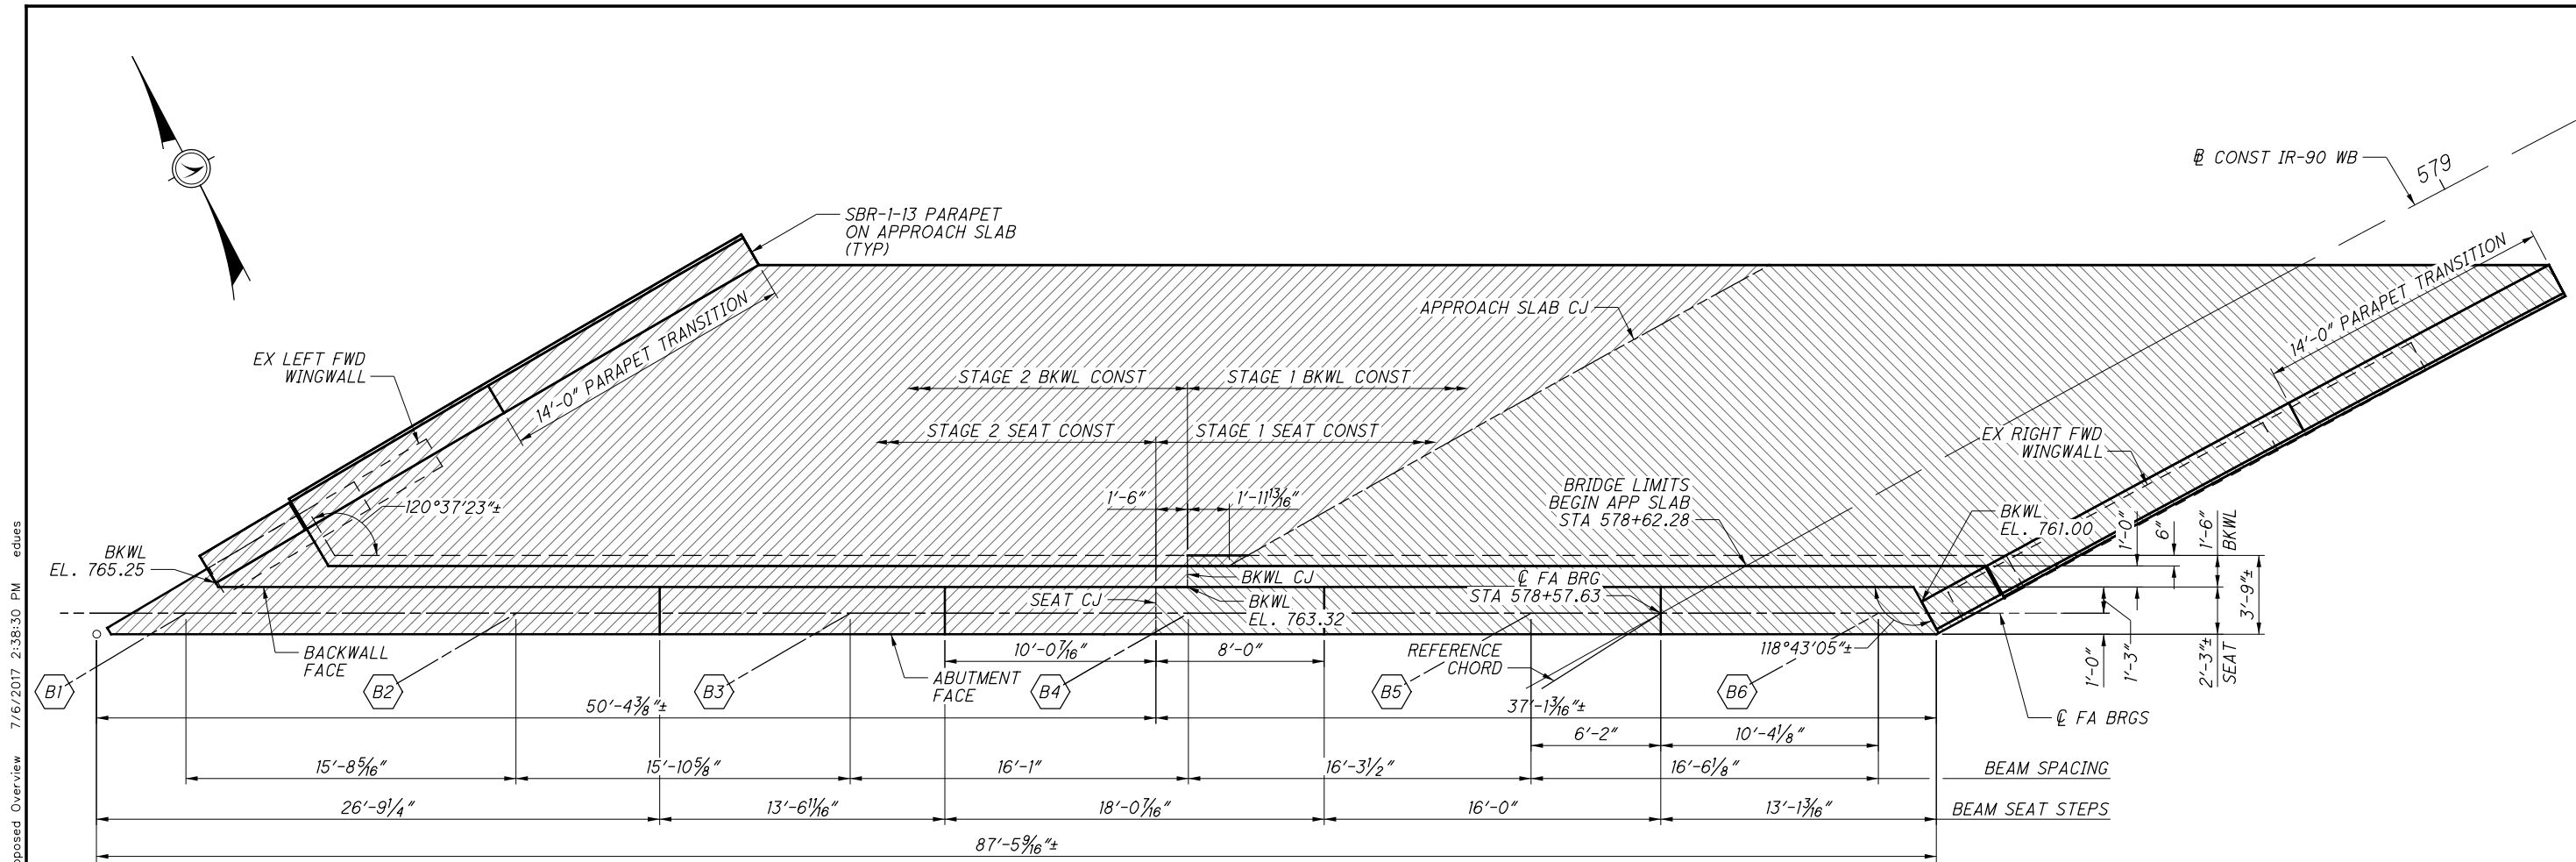 579
℄ CONST IR-90 WB
SBR-1-13 PARAPET
ON APPROACH SLAB
(TYP)
14'-0" PARAPET TRANSITION
14'-0" PARAPET TRANSITION
APPROACH SLAB CJ
EX LEFT FWD
WINGWALL
STAGE 2 BKWL CONST
STAGE 1 BKWL CONST
STAGE 2 SEAT CONST
STAGE 1 SEAT CONST
EX RIGHT FWD
WINGWALL
120°37'23"±
1'-6"
1'-11 13/16"
BRIDGE LIMITS
BEGIN APP SLAB
STA 578+62.28
BKWL
EL. 761.00
1'-0"
6"
1'-6"
BKWL
BKWL
EL. 765.25
BKWL CJ
℄ FA BRG
STA 578+57.63
SEAT CJ
BKWL
EL. 763.32
3'-9"±
BACKWALL
FACE
ABUTMENT
FACE
10'-0 7/16"
8'-0"
REFERENCE
CHORD
118°43'05"±
1'-0"
1'-3"
2'-3"±
SEAT
B1
B2
B3
B4
B5
B6
50'-4 3/8"±
37'-1 3/16"±
℄ FA BRGS
6'-2"
10'-4 1/8"
15'-8 5/16"
15'-10 5/8"
16'-1"
16'-3 1/2"
16'-6 1/8"
BEAM SPACING
26'-9 1/4"
13'-6 11/16"
18'-0 7/16"
16'-0"
13'-1 3/16"
BEAM SEAT STEPS
87'-5 9/16"±
Overview 7/6/2017 2:38:30 PM edues